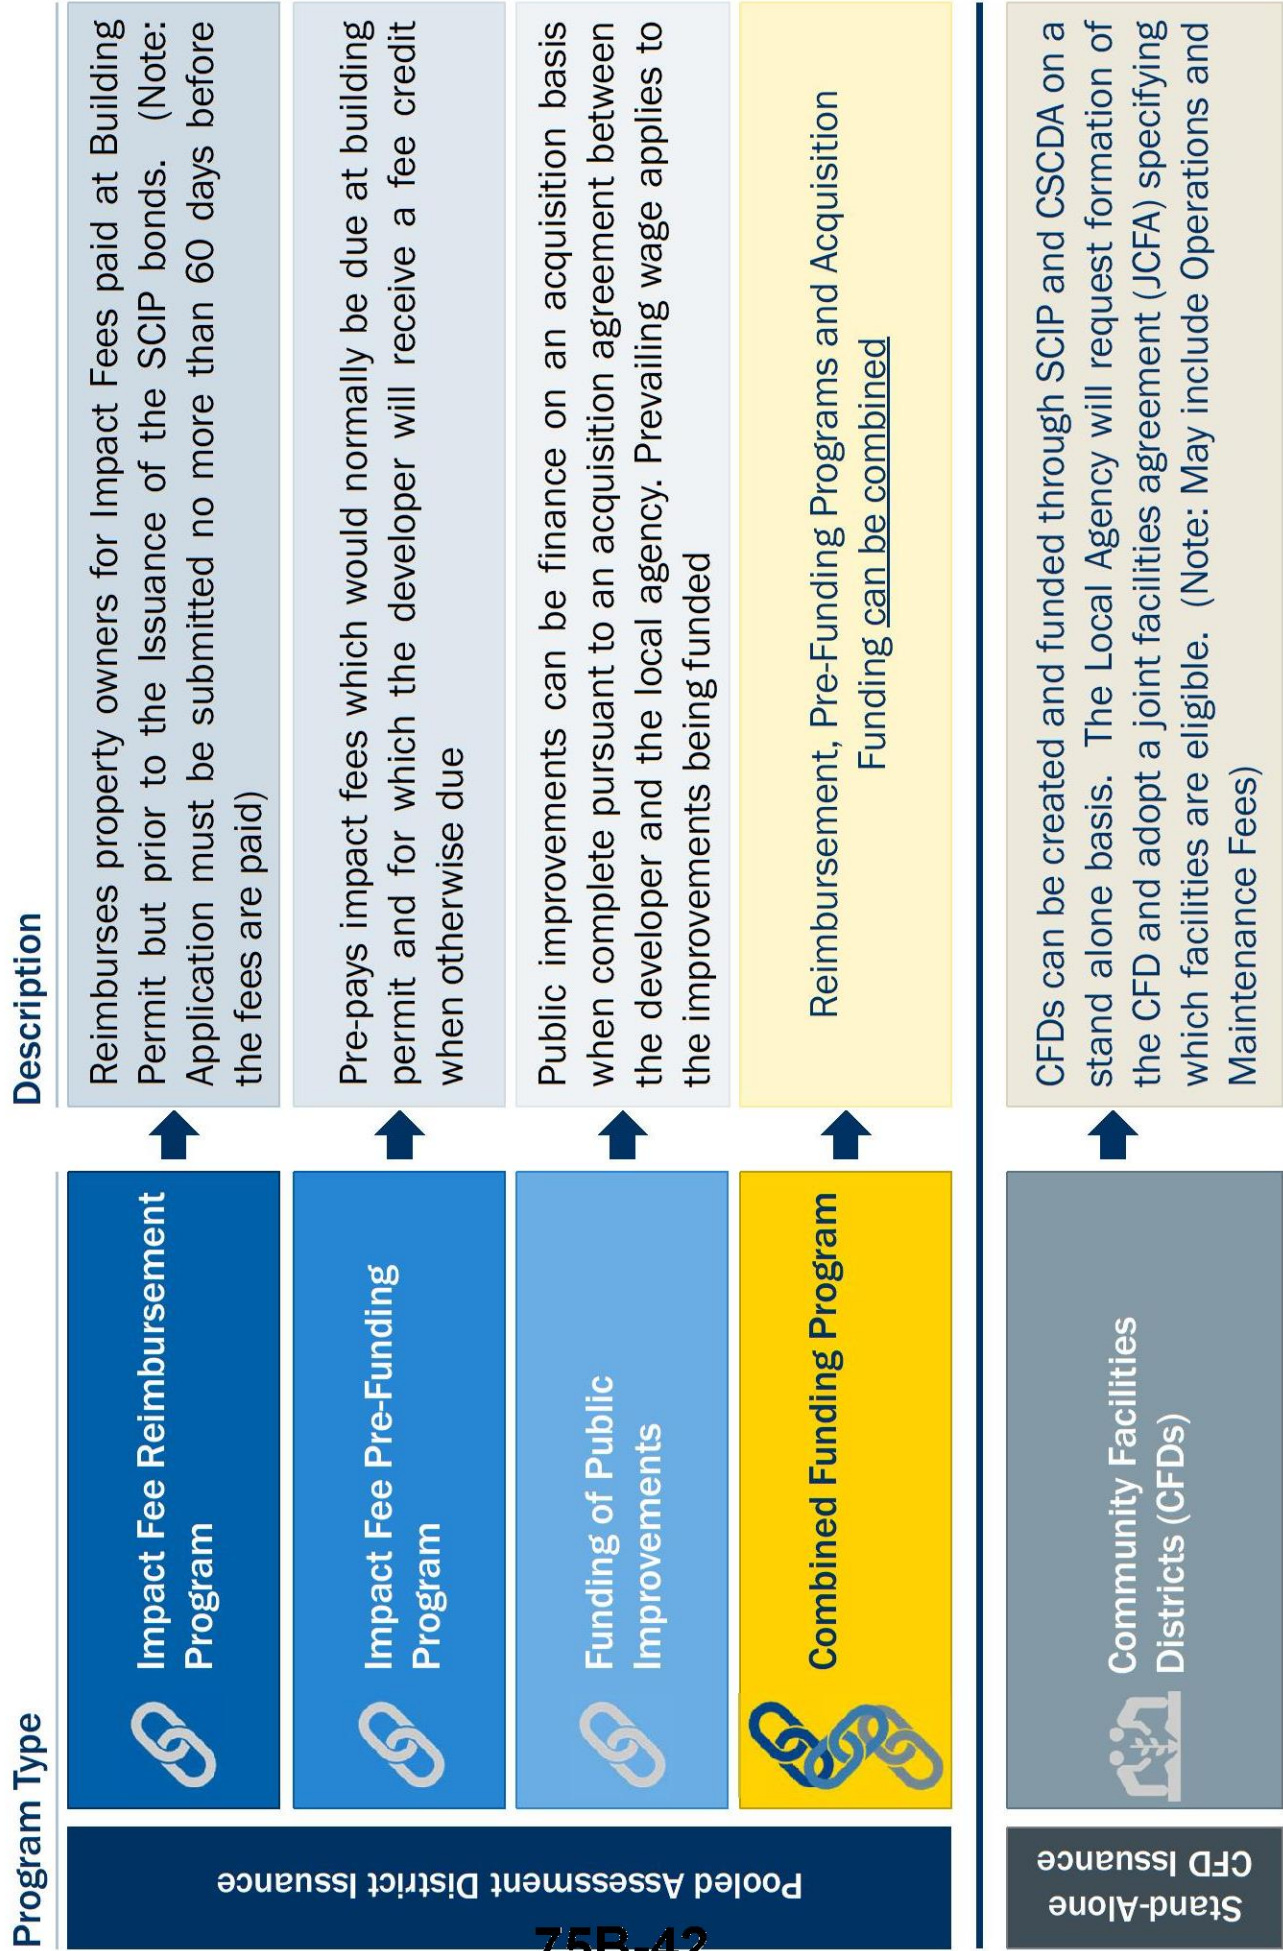 Program Type
Description
Pooled Assessment District Issuance
Impact Fee Reimbursement
Program
Reimburses property owners for Impact Fees paid at Building
Permit but prior to the Issuance of the SCIP bonds. (Note:
Application must be submitted no more than 60 days before
the fees are paid)
Impact Fee Pre-Funding
Program
Pre-pays impact fees which would normally be due at building
permit and for which the developer will receive a fee credit
when otherwise due
Funding of Public
Improvements
Public improvements can be finance on an acquisition basis
when complete pursuant to an acquisition agreement between
the developer and the local agency. Prevailing wage applies to
the improvements being funded
Combined Funding Program
Reimbursement, Pre-Funding Programs and Acquisition
Funding can be combined
Stand-Alone
CFD Issuance
Community Facilities
Districts (CFDs)
CFDs can be created and funded through SCIP and CSCDA on a
stand alone basis. The Local Agency will request formation of
the CFD and adopt a joint facilities agreement (JCFA) specifying
which facilities are eligible. (Note: May include Operations and
Maintenance Fees)
75B-42